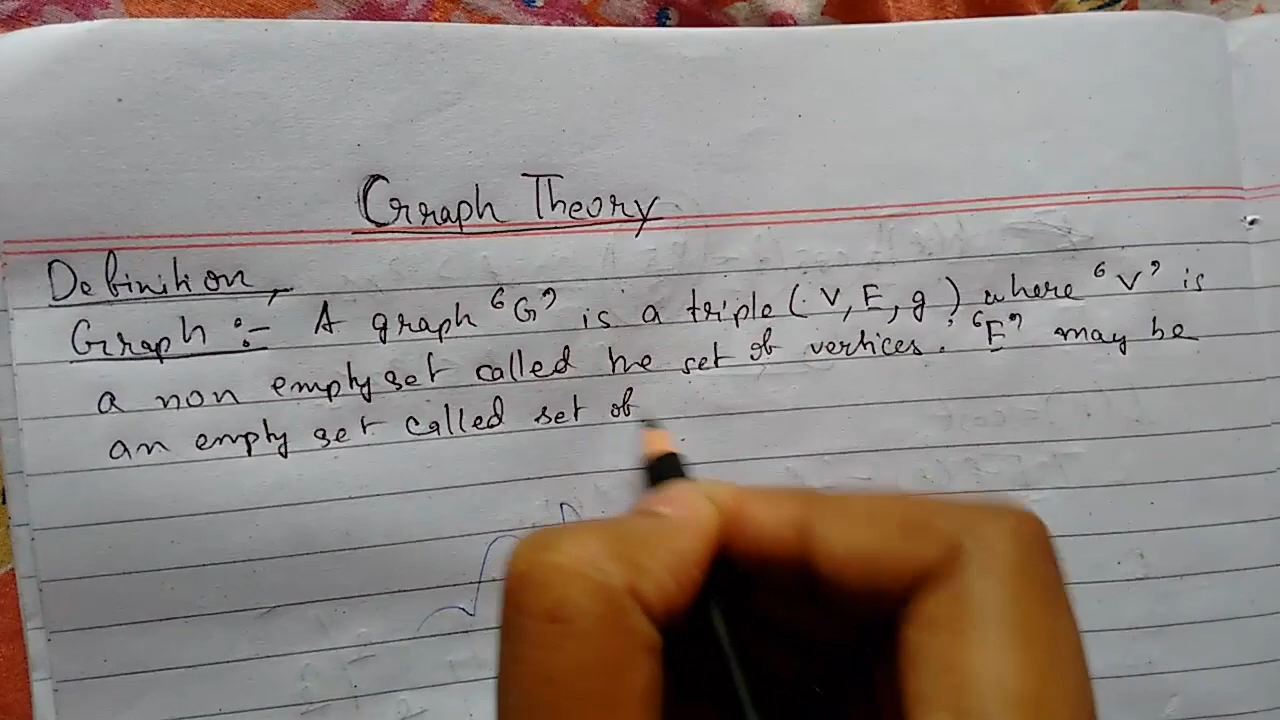 Graph Theory
Definition,
Graph :- A graph 'G' is a triple (V, E, g) where 'V' is
a non empty set called the set of vertices. 'E' may be
an empty set called set of